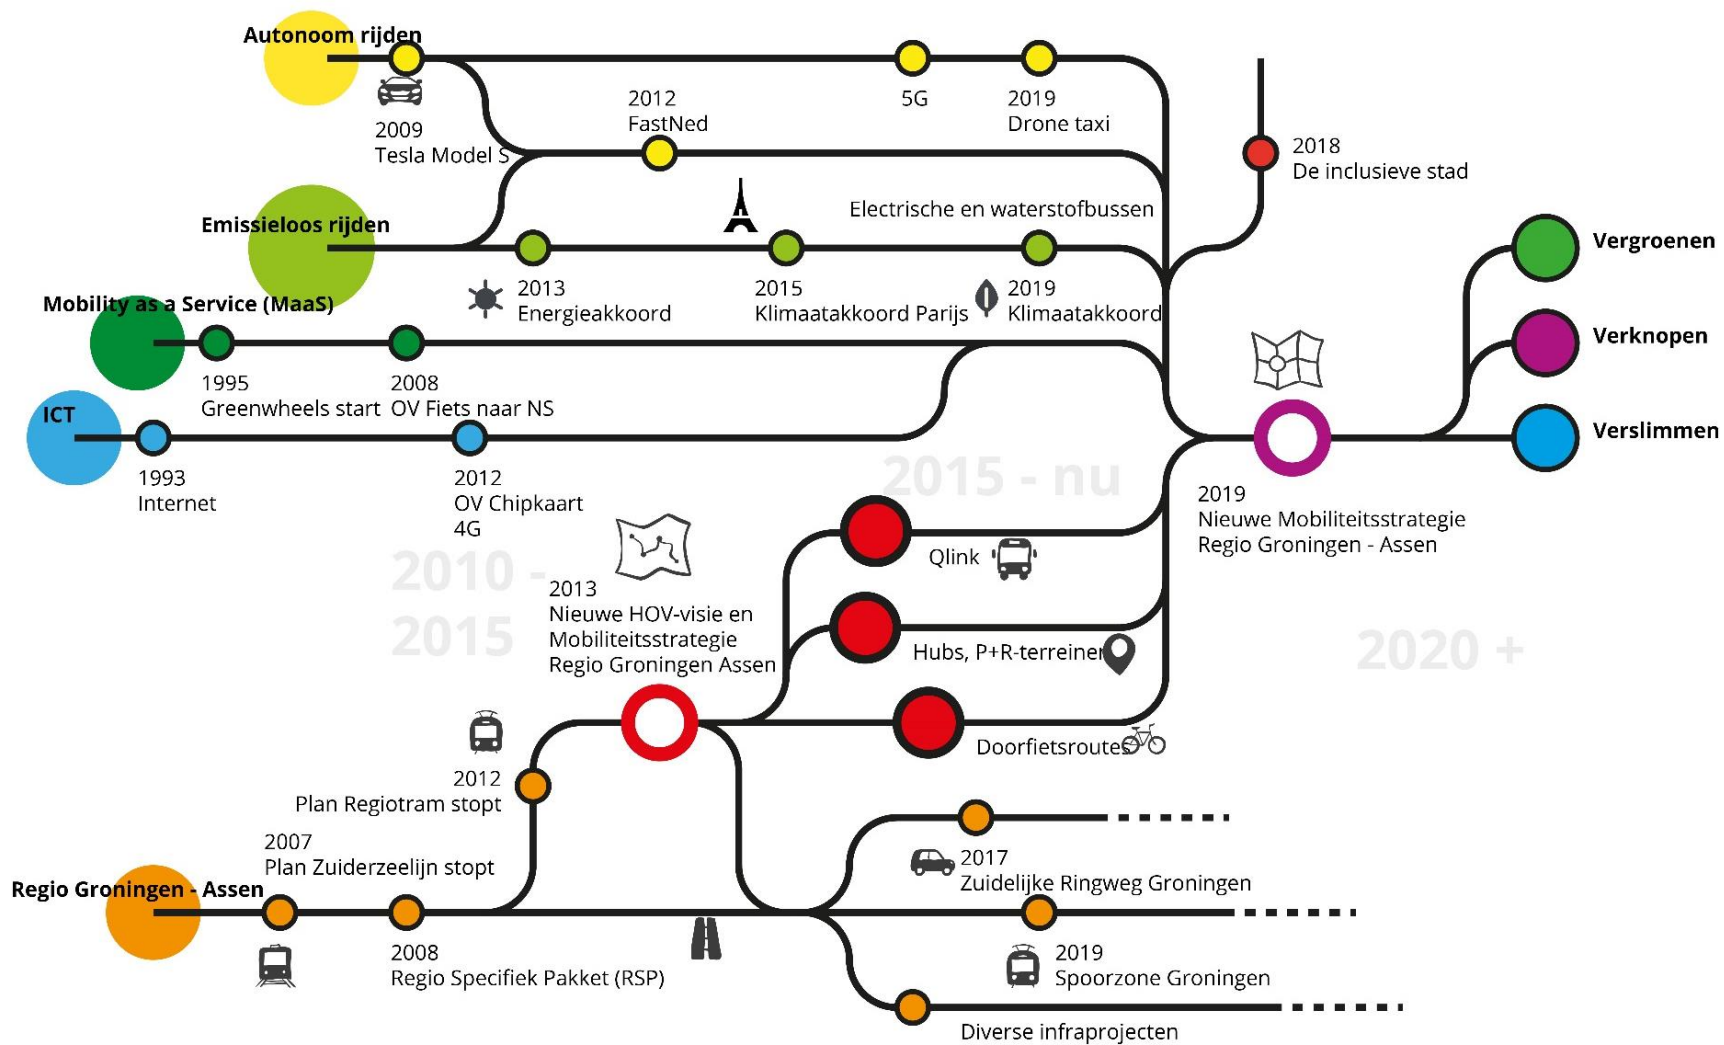 Autonoom rijden
2009
Tesla Model S
2012
FastNed
5G
2019
Drone taxi
2018
De inclusieve stad
Emissieloos rijden
Electrische en waterstofbussen
2013
Energieakkoord
2015
Klimaatakkoord Parijs
2019
Klimaatakkoord
Vergroenen
Verknopen
Verslimmen
Mobility as a Service (MaaS)
1995
Greenwheels start
2008
OV Fiets naar NS
ICT
1993
Internet
2012
OV Chipkaart
4G
2015 - nu
2019
Nieuwe Mobiliteitsstrategie
Regio Groningen - Assen
2010 -
2015
2013
Nieuwe HOV-visie en
Mobiliteitsstrategie
Regio Groningen Assen
Qlink
Hubs, P+R-terreinen
Doorfietsroutes
2020 +
2012
Plan Regiotram stopt
2007
Plan Zuiderzeelijn stopt
Regio Groningen - Assen
2008
Regio Specifiek Pakket (RSP)
2017
Zuidelijke Ringweg Groningen
2019
Spoorzone Groningen
Diverse infraprojecten